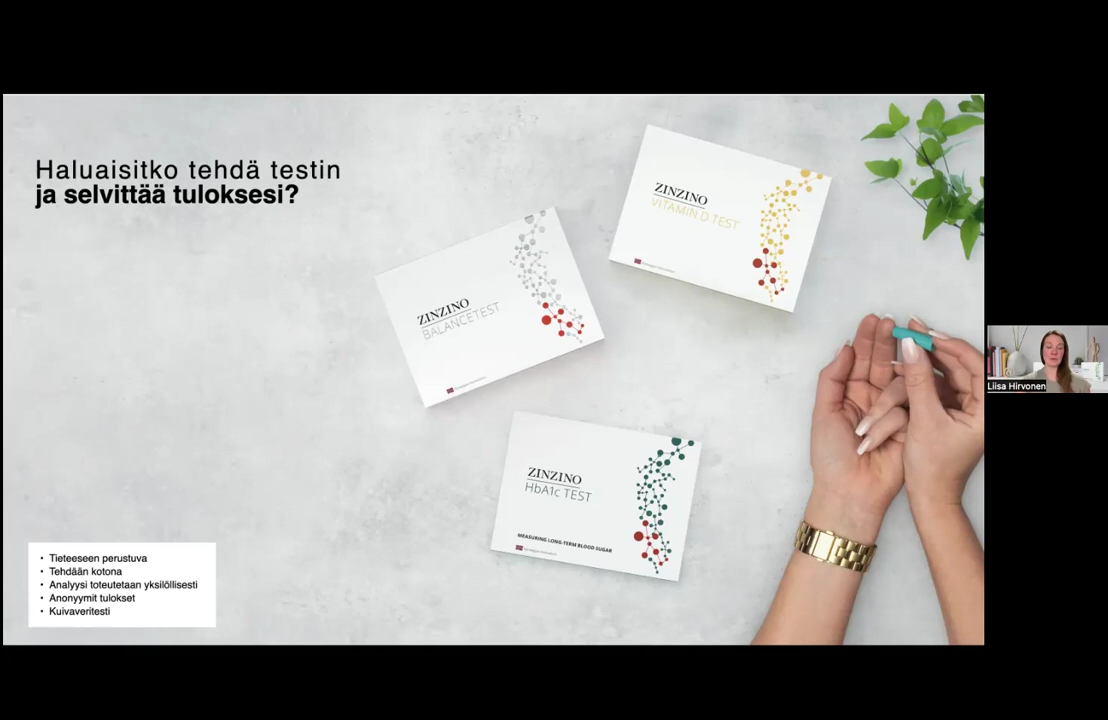 Haluaisitko tehdä testin
ja selvittää tuloksesi?
ZINZINO
VITAMIN D TEST
ZINZINO
BALANCETEST
ZINZINO
HbA1c TEST
MEASURING LONG-TERM BLOOD SUGAR
Liisa Hirvonen
• Tieteeseen perustuva
• Tehdään kotona
• Analyysi toteutetaan yksilöllisesti
• Anonyymit tulokset
• Kuivaveritesti